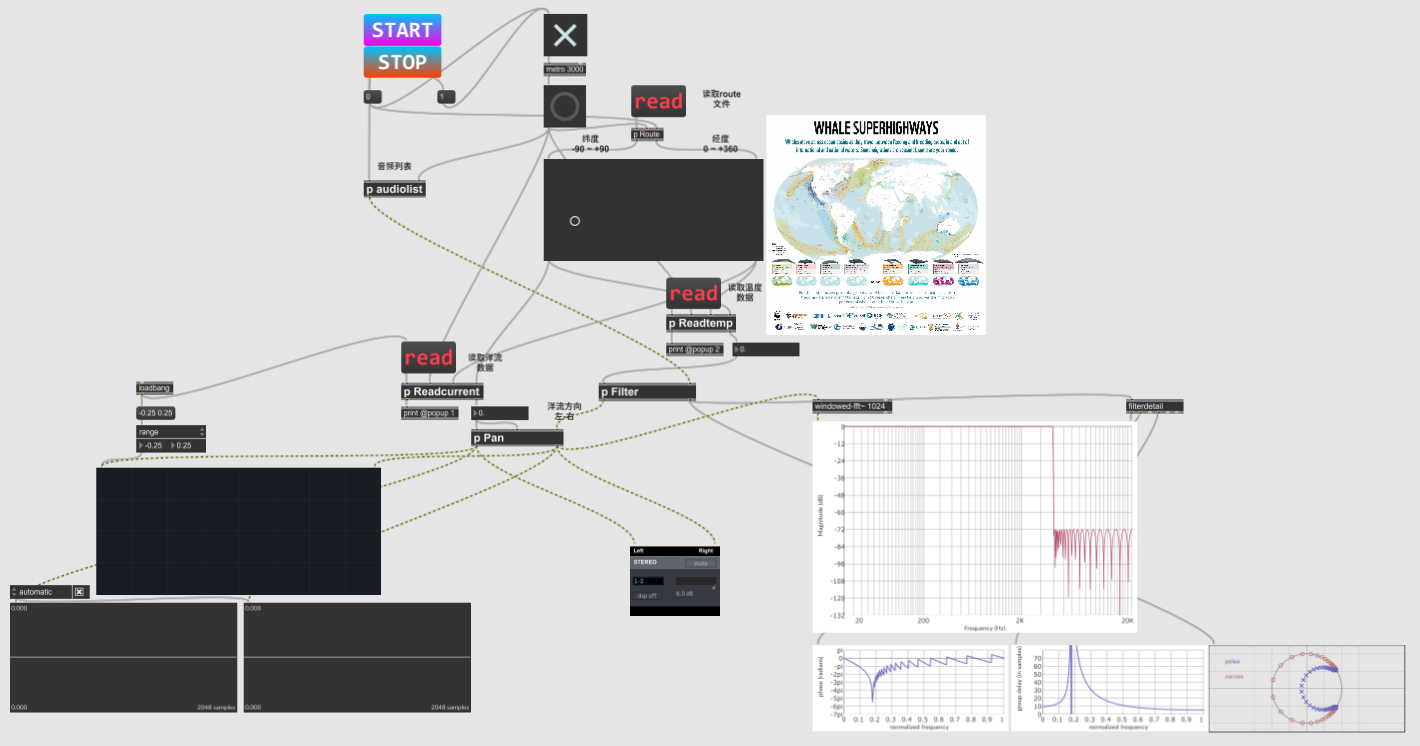 START
STOP
0
1
metro 3000
read
读取route
文件
p Route
纬度
-90 ~ +90
经度
0 ~ +360
音频列表
p audiolist
WHALE SUPERHIGHWAYS
read
读取温度
数据
p Readtemp
print @popup 2
0.
read
读取洋流
数据
p Readcurrent
print @popup 1
0.
p Filter
洋流方向
左-右
p Pan
loadbang
-0.25 0.25
range
-0.25
0.25
windowed-fft~ 1024
filterdetail
0
-12
-24
-36
-48
-60
-72
-84
-96
-108
-120
-132
Magnitude (dB)
20
200
2K
20K
Frequency (Hz)
Left
Right
STEREO
mute
1-2
dsp off
6.0 dB
automatic
0.000
0.000
2048 samples
0.000
0.000
2048 samples
pi
0
-pi
-2pi
-3pi
-4pi
-5pi
-6pi
-7pi
phase (radians)
0 0.1 0.2 0.3 0.4 0.5 0.6 0.7 0.8 0.9 1
normalized frequency
70
60
50
40
30
20
10
0
group delay (in samples)
0 0.1 0.2 0.3 0.4 0.5 0.6 0.7 0.8 0.9 1
normalized frequency
poles
zeroes